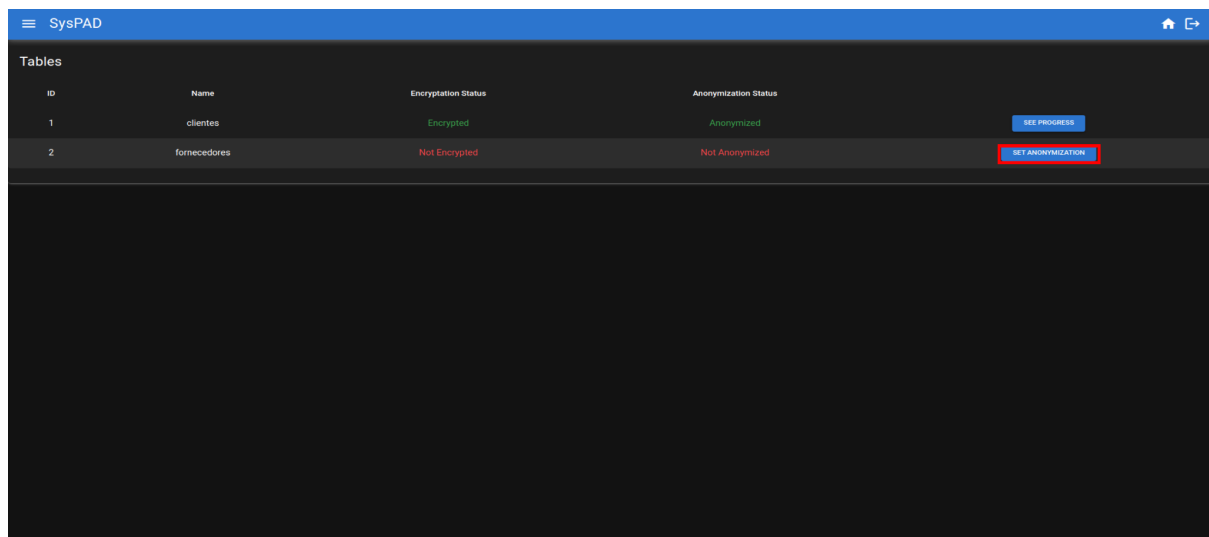 SysPAD
Tables
ID Name Encryptation Status Anonymization Status
1 clientes Encrypted Anonymized SEE PROGRESS
2 fornecedores Not Encrypted Not Anonymized SET ANONYMIZATION